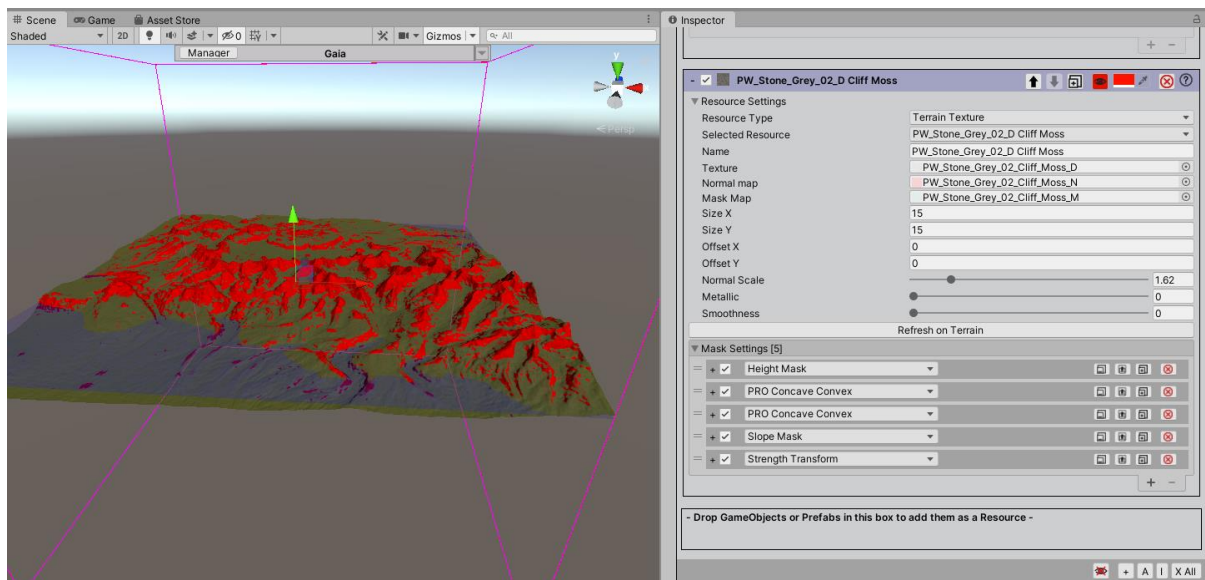 Scene Game Asset Store
Shaded 2D 0 Gizmos All
Manager Gaia
y
Persp
Inspector
+ -
- PW_Stone_Grey_02_D Cliff Moss
Resource Settings
Resource Type Terrain Texture
Selected Resource PW_Stone_Grey_02_D Cliff Moss
Name PW_Stone_Grey_02_D Cliff Moss
Texture PW_Stone_Grey_02_Cliff_Moss_D
Normal map PW_Stone_Grey_02_Cliff_Moss_N
Mask Map PW_Stone_Grey_02_Cliff_Moss_M
Size X 15
Size Y 15
Offset X 0
Offset Y 0
Normal Scale 1.62
Metallic 0
Smoothness 0
Refresh on Terrain
Mask Settings [5]
+ Height Mask
+ PRO Concave Convex
+ PRO Concave Convex
+ Slope Mask
+ Strength Transform
+ -
- Drop GameObjects or Prefabs in this box to add them as a Resource -
+ A I X All